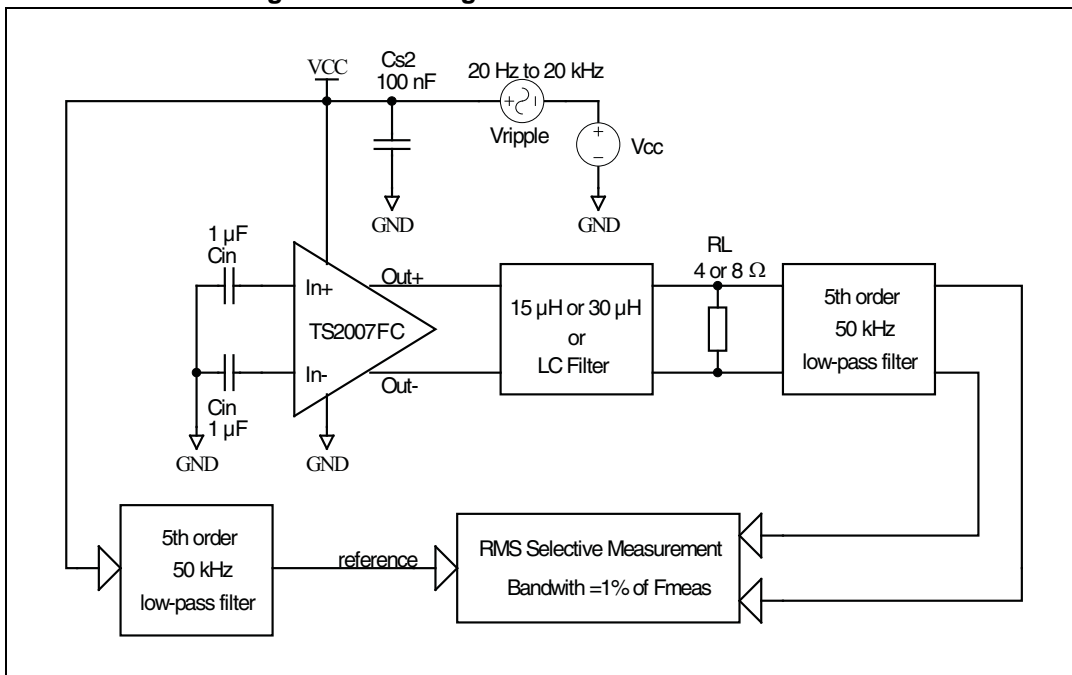 VCC
Cs2
100 nF
20 Hz to 20 kHz
+
Vripple
+
−
Vcc
GND
GND
1 µF
Cin
In+
Out+
TS2007FC
In-
Out-
Cin
1 µF
GND
GND
15 µH or 30 µH
or
LC Filter
RL
4 or 8 Ω
5th order
50 kHz
low-pass filter
5th order
50 kHz
low-pass filter
reference
RMS Selective Measurement
Bandwith =1% of Fmeas